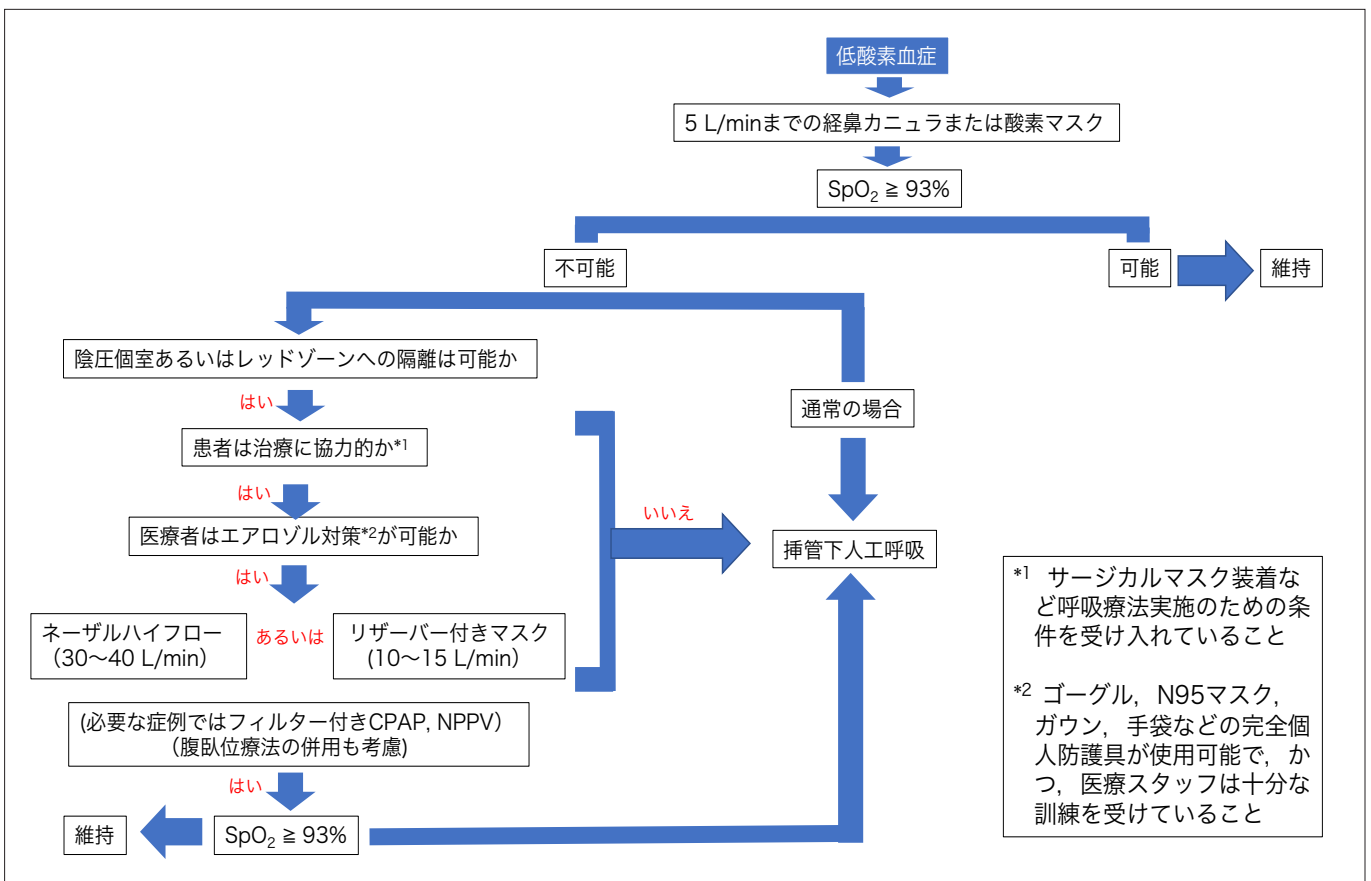 低酸素血症
5 L/minまでの経鼻カニュラまたは酸素マスク
SpO₂ ≧ 93%
不可能
可能
維持
陰圧個室あるいはレッドゾーンへの隔離は可能か
はい
通常の場合
患者は治療に協力的か*1
はい
いいえ
医療者はエアロゾル対策*2が可能か
挿管下人工呼吸
はい
ネーザルハイフロー
（30〜40 L/min）
あるいは
リザーバー付きマスク
(10〜15 L/min）
(必要な症例ではフィルター付きCPAP, NPPV）
（腹臥位療法の併用も考慮)
はい
維持
SpO₂ ≧ 93%
*1 サージカルマスク装着な
ど呼吸療法実施のための条
件を受け入れていること
*2 ゴーグル，N95マスク，
ガウン，手袋などの完全個
人防護具が使用可能で，か
つ，医療スタッフは十分な
訓練を受けていること